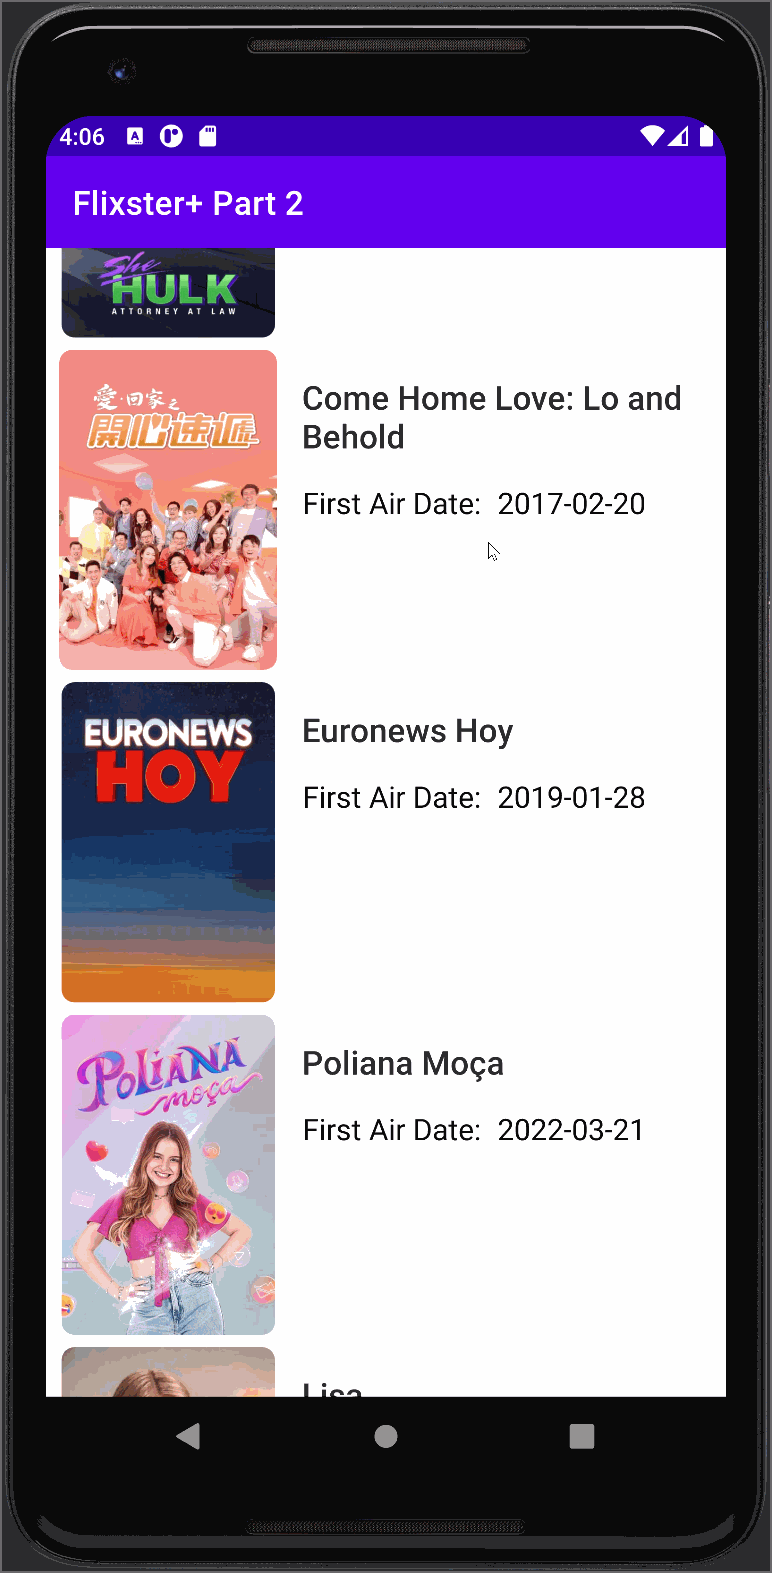 4:06
A
Flixster+ Part 2
She
HULK
ATTORNEY AT LAW
愛·回家之
開心速遞
Come Home Love: Lo and
Behold
First Air Date: 2017-02-20
EURONEWS
HOY
Euronews Hoy
First Air Date: 2019-01-28
POLIANA
moça
Poliana Moça
First Air Date: 2022-03-21
Lisa